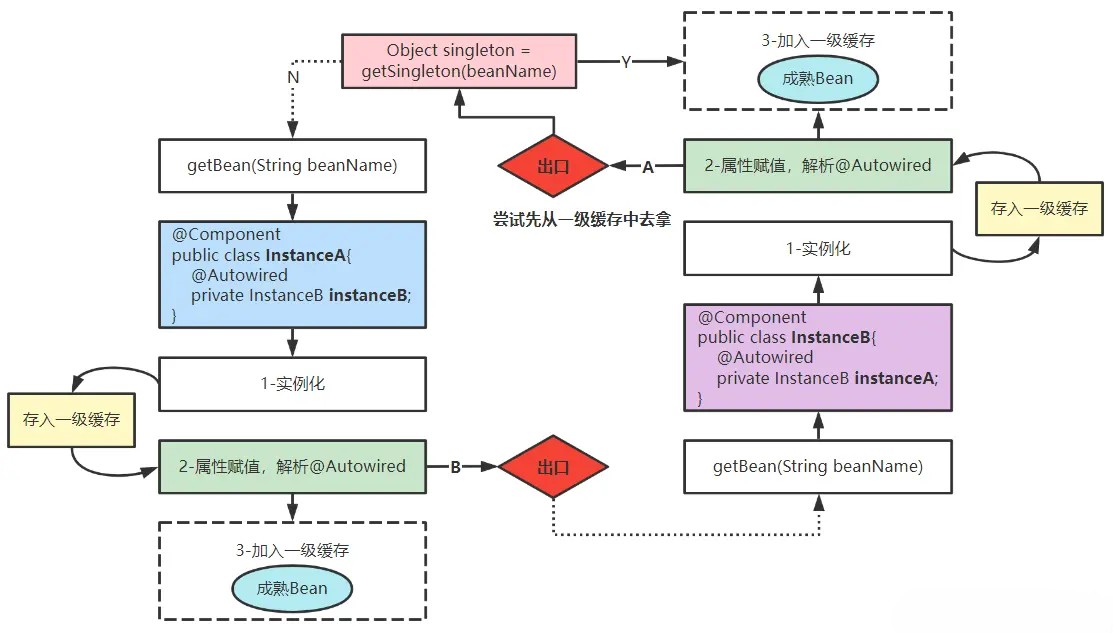 Object singleton =
getSingleton(beanName)
N
Y
3-加入一级缓存
成熟Bean
getBean(String beanName)
出口
A
2-属性赋值，解析@Autowired
尝试先从一级缓存中去拿
存入一级缓存
@Component
public class InstanceA{
@Autowired
private InstanceB instanceB;
}
1-实例化
1-实例化
@Component
public class InstanceB{
@Autowired
private InstanceB instanceA;
}
存入一级缓存
2-属性赋值，解析@Autowired
B
出口
getBean(String beanName)
3-加入一级缓存
成熟Bean